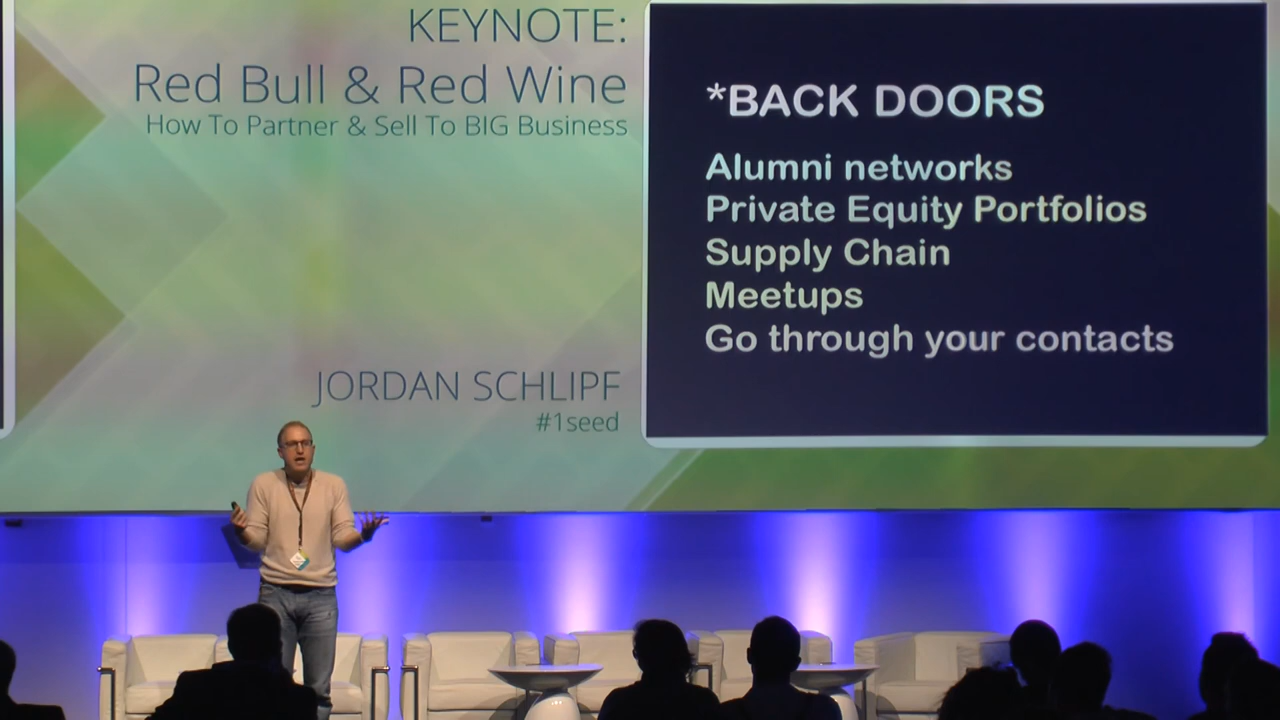 KEYNOTE:
Red Bull & Red Wine
How To Partner & Sell To BIG Business
JORDAN SCHLIPF
#1seed
*BACK DOORS
Alumni networks
Private Equity Portfolios
Supply Chain
Meetups
Go through your contacts